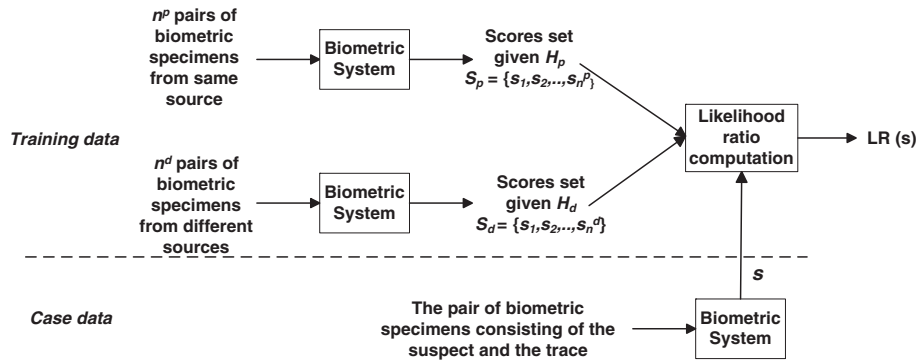 n^p pairs of
biometric
specimens
from same
source
Biometric
System
Scores set
given H_p
S_p = {s_1,s_2,..,s_n^p}
Training data
Likelihood
ratio
computation
LR (s)
n^d pairs of
biometric
specimens
from different
sources
Biometric
System
Scores set
given H_d
S_d = {s_1,s_2,..,s_n^d}
s
Case data
The pair of biometric
specimens consisting of the
suspect and the trace
Biometric
System